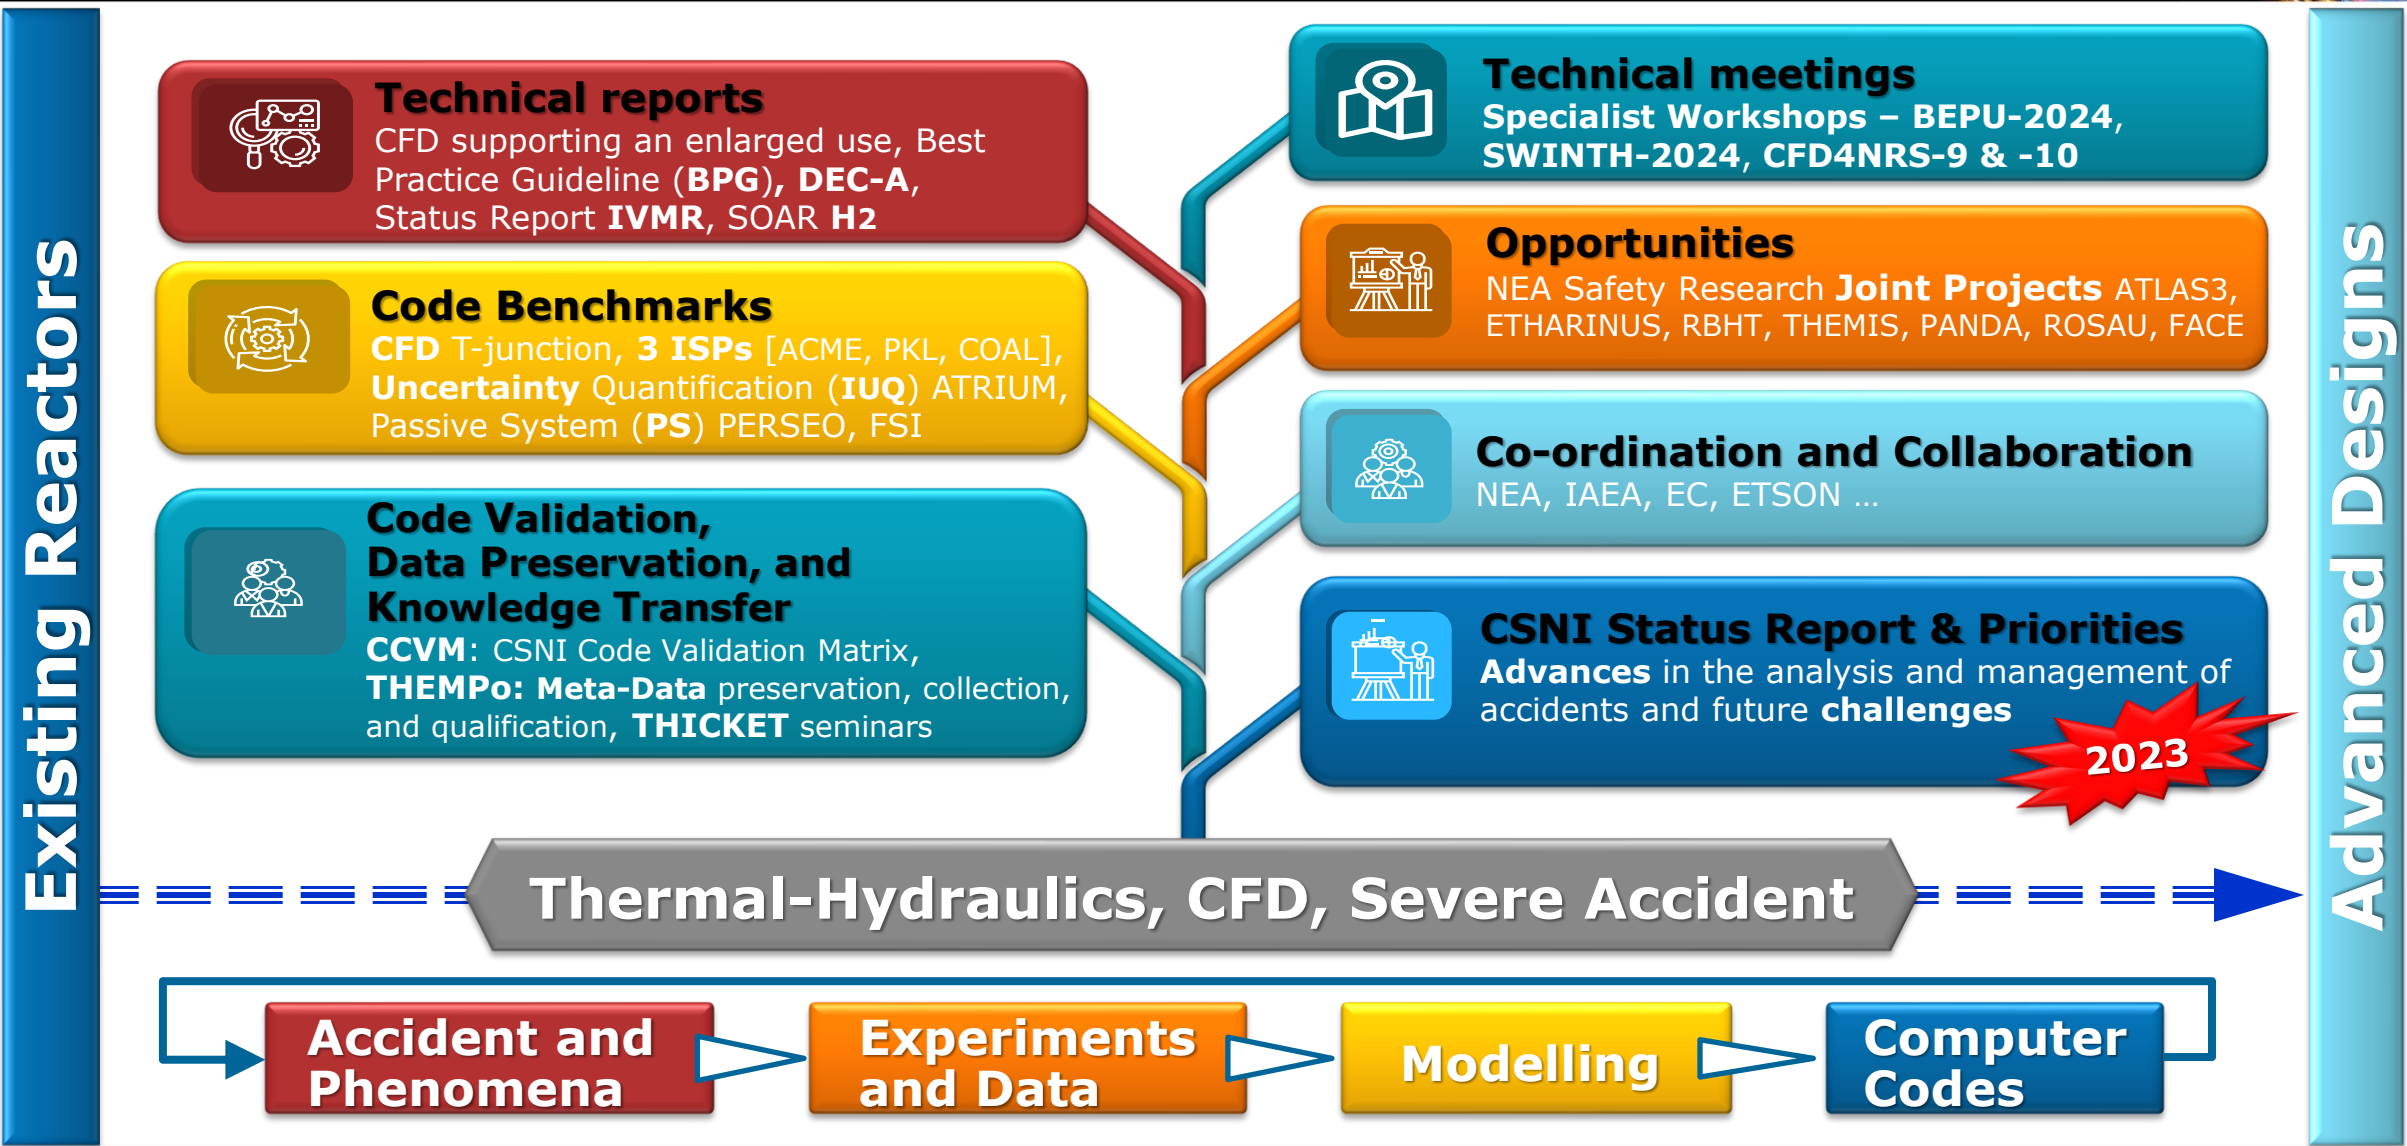 Existing Reactors
Technical reports
CFD supporting an enlarged use, Best
Practice Guideline (BPG), DEC-A,
Status Report IVMR, SOAR H2
Code Benchmarks
CFD T-junction, 3 ISPs [ACME, PKL, COAL],
Uncertainty Quantification (IUQ) ATRIUM,
Passive System (PS) PERSEO, FSI
Code Validation,
Data Preservation, and
Knowledge Transfer
CCVM: CSNI Code Validation Matrix,
THEMPo: Meta-Data preservation, collection,
and qualification, THICKET seminars
Technical meetings
Specialist Workshops – BEPU-2024,
SWINTH-2024, CFD4NRS-9 & -10
Opportunities
NEA Safety Research Joint Projects ATLAS3,
ETHARINUS, RBHT, THEMIS, PANDA, ROSAU, FACE
Co-ordination and Collaboration
NEA, IAEA, EC, ETSON ...
CSNI Status Report & Priorities
Advances in the analysis and management of
accidents and future challenges
2023
Advanced Designs
Thermal-Hydraulics, CFD, Severe Accident
Accident and
Phenomena
Experiments
and Data
Modelling
Computer
Codes